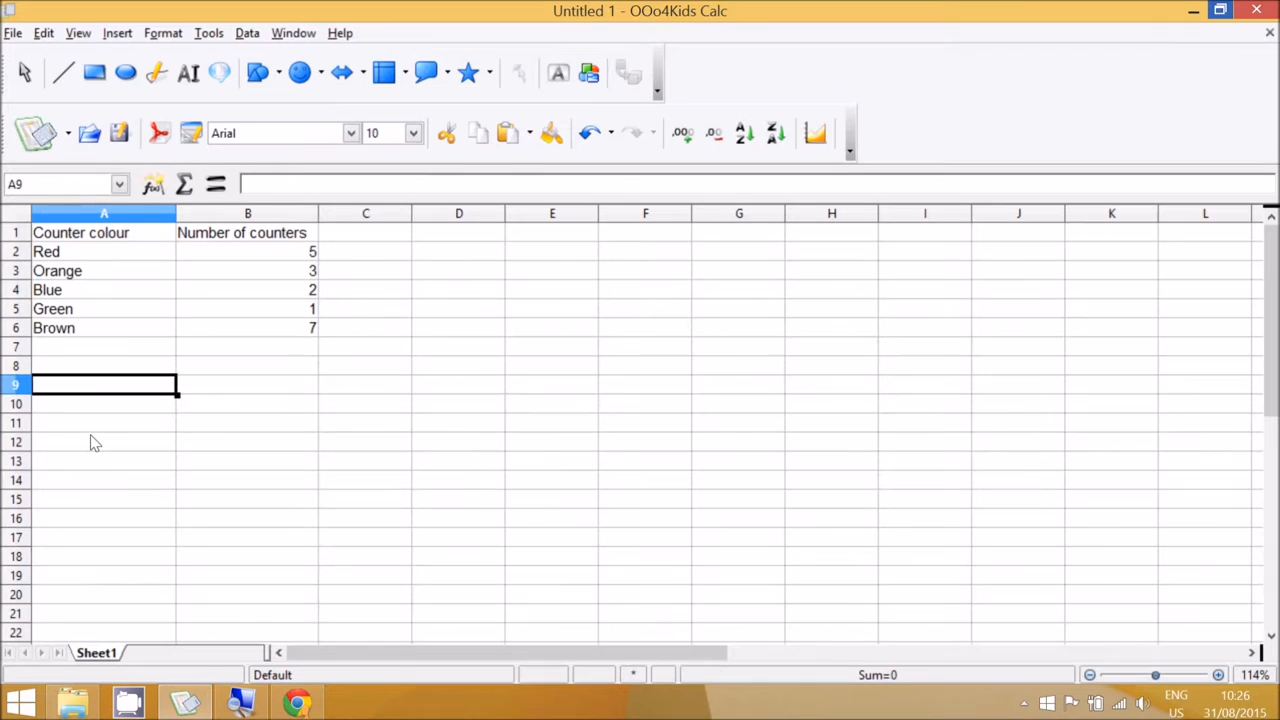 Untitled 1 - OOo4Kids Calc
File Edit View Insert Format Tools Data Window Help
Arial 10
A9
A B C D E F G H I J K L
1 Counter colour Number of counters
2 Red 5
3 Orange 3
4 Blue 2
5 Green 1
6 Brown 7
7
8
9
10
11
12
13
14
15
16
17
18
19
20
21
22
Sheet1
Default * Sum=0 114%
ENG 10:26
US 31/08/2015